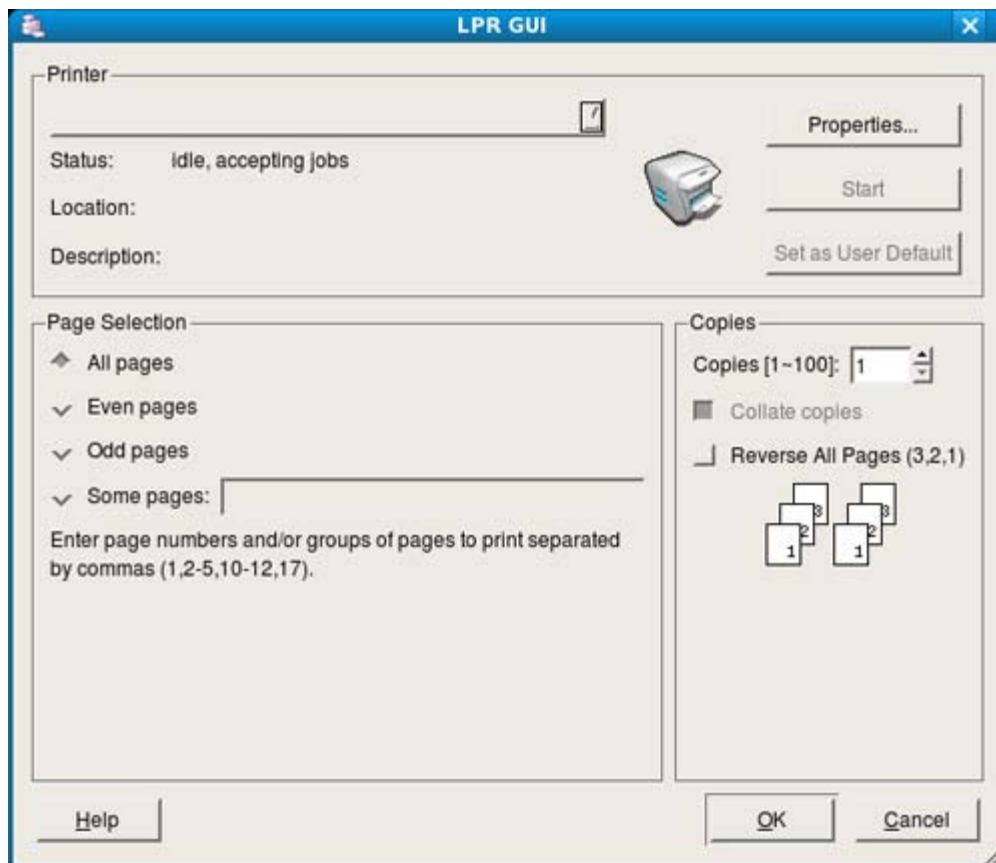 LPR GUI
Printer
Properties...
Status: idle, accepting jobs
Start
Location:
Set as User Default
Description:
Page Selection
All pages
Even pages
Odd pages
Some pages:
Enter page numbers and/or groups of pages to print separated
by commas (1,2-5,10-12,17).
Copies
Copies [1~100]: 1
Collate copies
Reverse All Pages (3,2,1)
3 3
2 2
1 1
Help
OK
Cancel